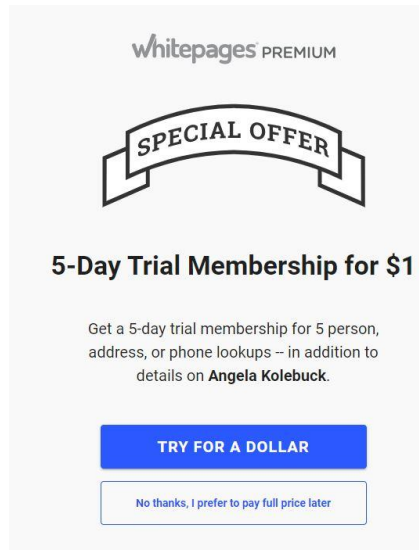 whitepages PREMIUM
SPECIAL OFFER
5-Day Trial Membership for $1
Get a 5-day trial membership for 5 person,
address, or phone lookups -- in addition to
details on Angela Kolebuck.
TRY FOR A DOLLAR
No thanks, I prefer to pay full price later